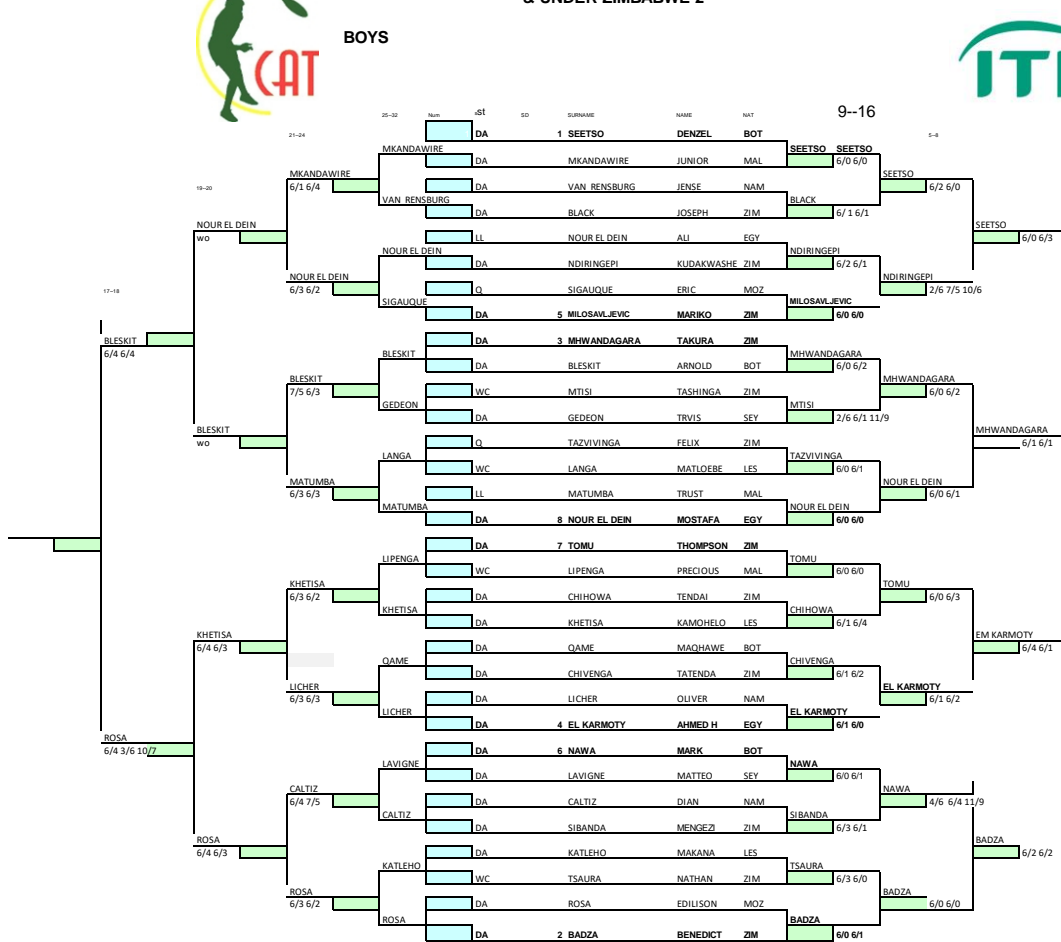 & UNDER ZIMBABWE 2
BOYS
CAT
9--16
25--32 Num st SD SURNAME NAME NAT
21--24 5--8
DA 1 SEETSO DENZEL BOT
MKANDAWIRE SEETSO SEETSO
DA MKANDAWIRE JUNIOR MAL 6/0 6/0
MKANDAWIRE SEETSO
6/1 6/4 DA VAN RENSBURG JENSE NAM 6/2 6/0
19--20
VAN RENSBURG BLACK
DA BLACK JOSEPH ZIM 6/ 1 6/1
NOUR EL DEIN SEETSO
wo LL NOUR EL DEIN ALI EGY 6/0 6/3
NOUR EL DEIN NDIRINGEPI
DA NDIRINGEPI KUDAKWASHE ZIM 6/2 6/1
NOUR EL DEIN NDIRINGEPI
6/3 6/2 Q SIGAUQUE ERIC MOZ 2/6 7/5 10/6
17--18
SIGAUQUE MILOSAVLJEVIC
DA 5 MILOSAVLJEVIC MARIKO ZIM 6/0 6/0
BLESKIT DA 3 MHWANDAGARA TAKURA ZIM
6/4 6/4
BLESKIT MHWANDAGARA
DA BLESKIT ARNOLD BOT 6/0 6/2
BLESKIT MHWANDAGARA
7/5 6/3 WC MTISI TASHINGA ZIM 6/0 6/2
GEDEON MTISI
DA GEDEON TRVIS SEY 2/6 6/1 11/9
BLESKIT MHWANDAGARA
wo Q TAZVIVINGA FELIX ZIM 6/1 6/1
LANGA TAZVIVINGA
WC LANGA MATLOEBE LES 6/0 6/1
MATUMBA NOUR EL DEIN
6/3 6/3 LL MATUMBA TRUST MAL 6/0 6/1
MATUMBA NOUR EL DEIN
DA 8 NOUR EL DEIN MOSTAFA EGY 6/0 6/0
DA 7 TOMU THOMPSON ZIM
LIPENGA TOMU
WC LIPENGA PRECIOUS MAL 6/0 6/0
KHETISA TOMU
6/3 6/2 DA CHIHOWA TENDAI ZIM 6/0 6/3
KHETISA CHIHOWA
DA KHETISA KAMOHELO LES 6/1 6/4
KHETISA EM KARMOTY
6/4 6/3 DA QAME MAQHAWE BOT 6/4 6/1
QAME CHIVENGA
DA CHIVENGA TATENDA ZIM 6/1 6/2
LICHER EL KARMOTY
6/3 6/3 DA LICHER OLIVER NAM 6/1 6/2
LICHER EL KARMOTY
DA 4 EL KARMOTY AHMED H EGY 6/1 6/0
ROSA
6/4 3/6 10/7 DA 6 NAWA MARK BOT
LAVIGNE NAWA
DA LAVIGNE MATTEO SEY 6/0 6/1
CALTIZ NAWA
6/4 7/5 DA CALTIZ DIAN NAM 4/6 6/4 11/9
CALTIZ SIBANDA
DA SIBANDA MENGEZI ZIM 6/3 6/1
ROSA BADZA
6/4 6/3 DA KATLEHO MAKANA LES 6/2 6/2
KATLEHO TSAURA
WC TSAURA NATHAN ZIM 6/3 6/0
ROSA BADZA
6/3 6/2 DA ROSA EDILISON MOZ 6/0 6/0
ROSA BADZA
DA 2 BADZA BENEDICT ZIM 6/0 6/1